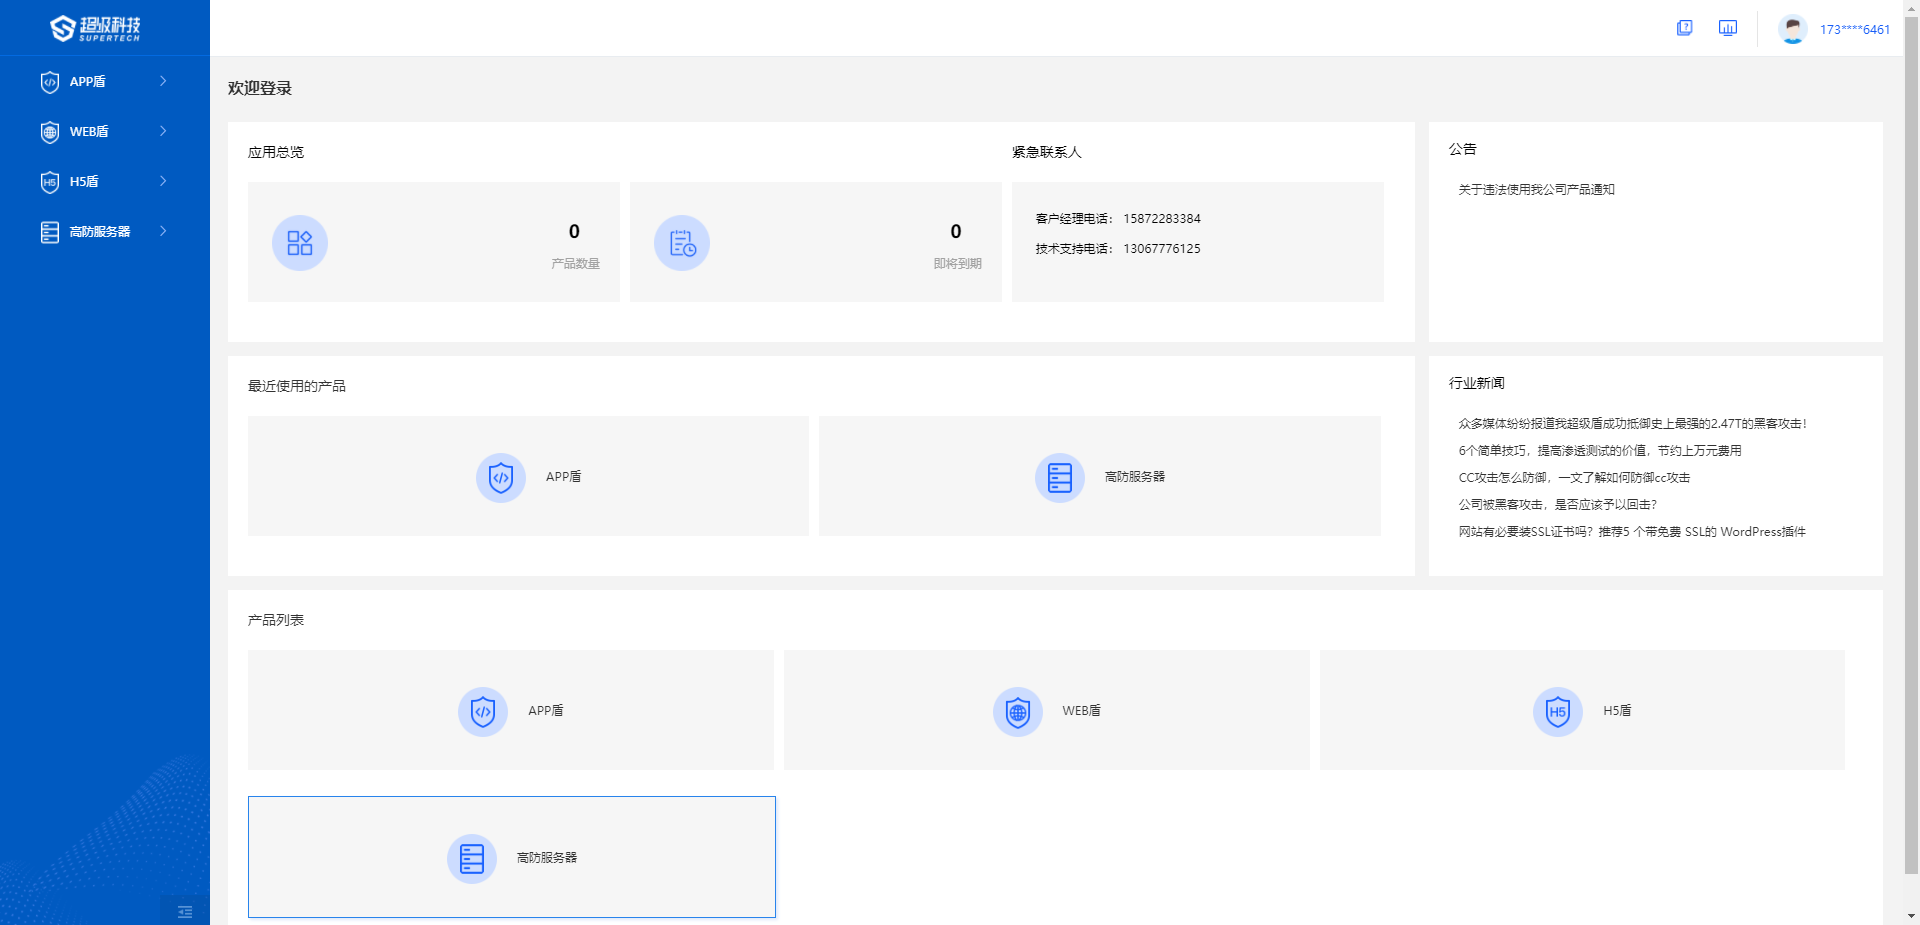 超级科技
SUPERTECH
173****6461
APP盾
WEB盾
H5盾
高防服务器
欢迎登录
应用总览
0
产品数量
0
即将到期
紧急联系人
客户经理电话： 15872283384
技术支持电话： 13067776125
公告
关于违法使用我公司产品通知
最近使用的产品
APP盾
高防服务器
行业新闻
众多媒体纷纷报道我超级盾成功抵御史上最强的2.47T的黑客攻击！
6个简单技巧，提高渗透测试的价值，节约上万元费用
CC攻击怎么防御，一文了解如何防御cc攻击
公司被黑客攻击，是否应该予以回击？
网站有必要装SSL证书吗？推荐5 个带免费 SSL的 WordPress插件
产品列表
APP盾
WEB盾
H5
H5盾
高防服务器